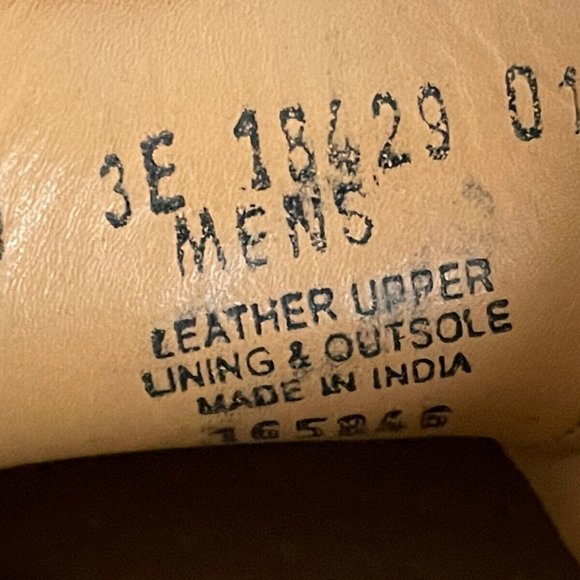 3E 18429 01
MENS
LEATHER UPPER
LINING & OUTSOLE
MADE IN INDIA